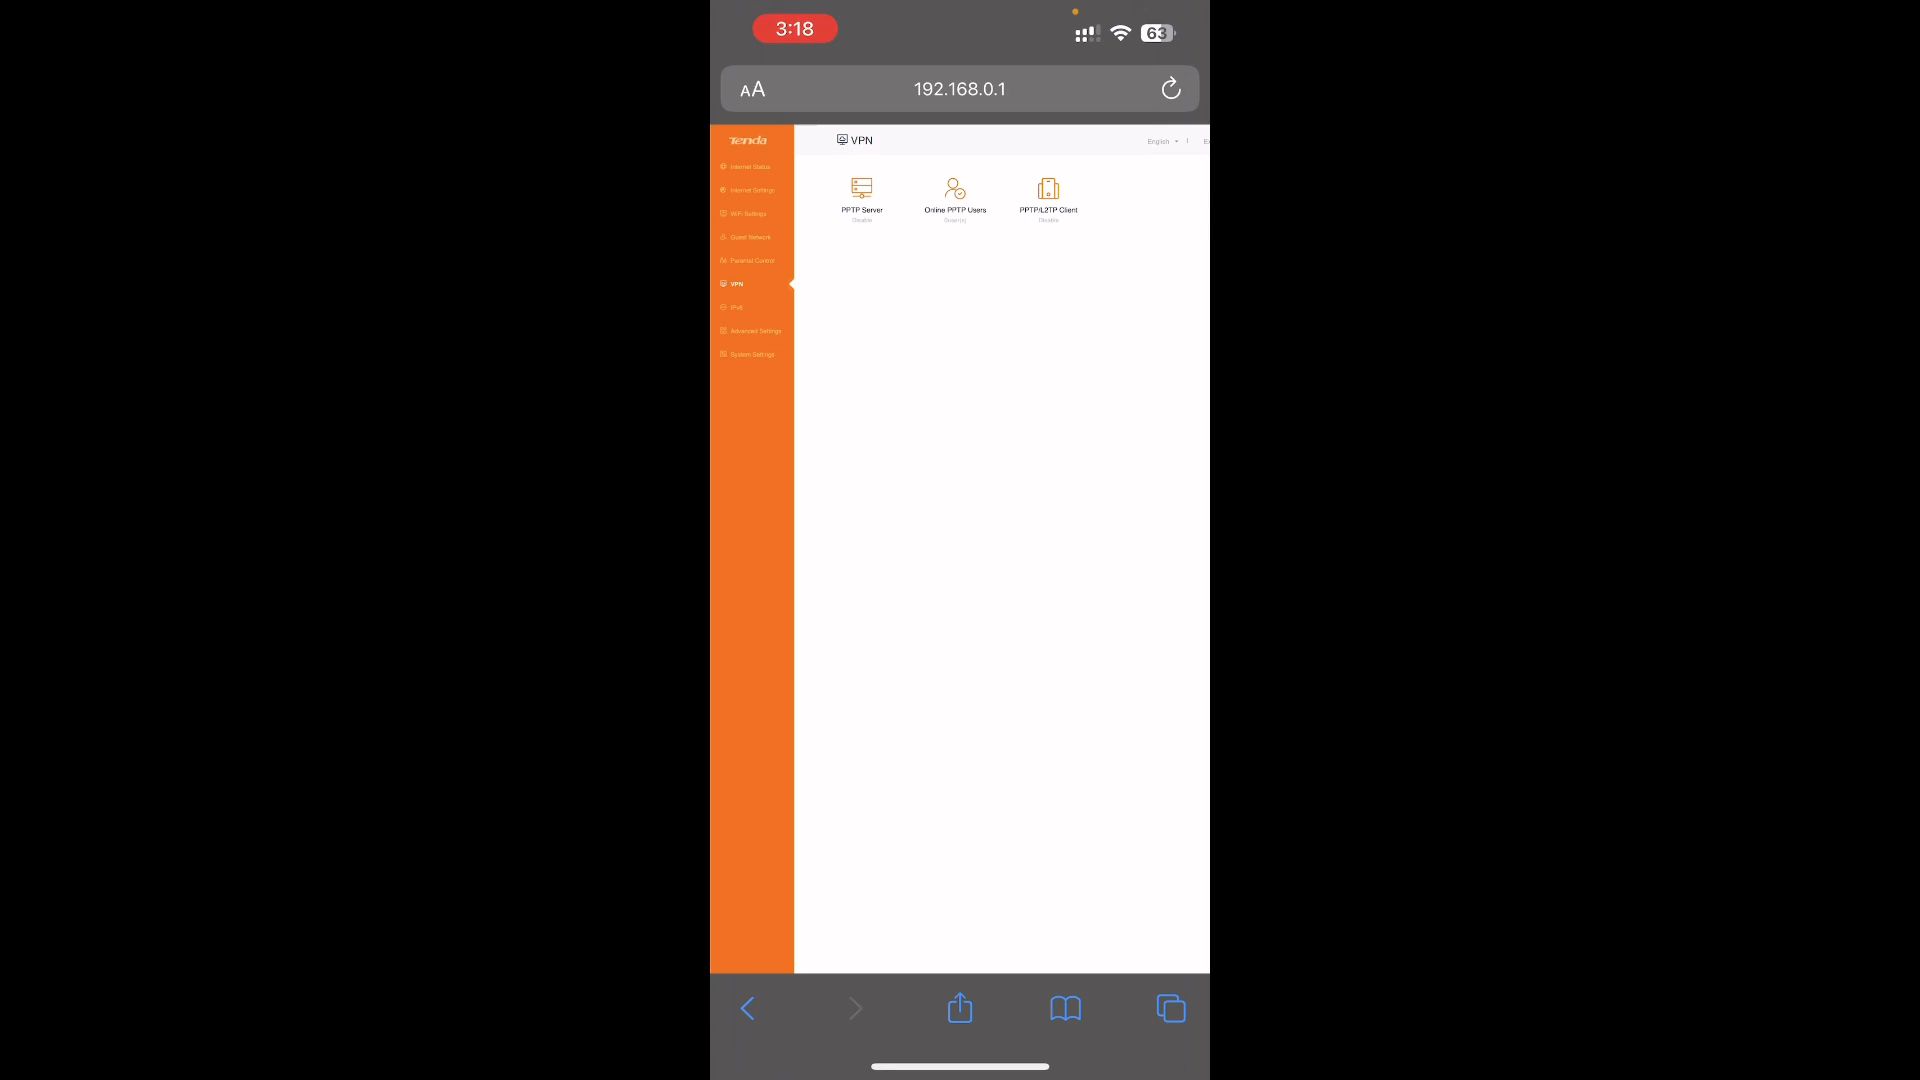 3:18
63
AA
192.168.0.1
Tenda
VPN
English
Internet Status
Internet Settings
WiFi Settings
Guest Network
Parental Control
VPN
IPv6
Advanced Settings
System Settings
PPTP Server
Disable
Online PPTP Users
0user(s)
PPTP/L2TP Client
Disable